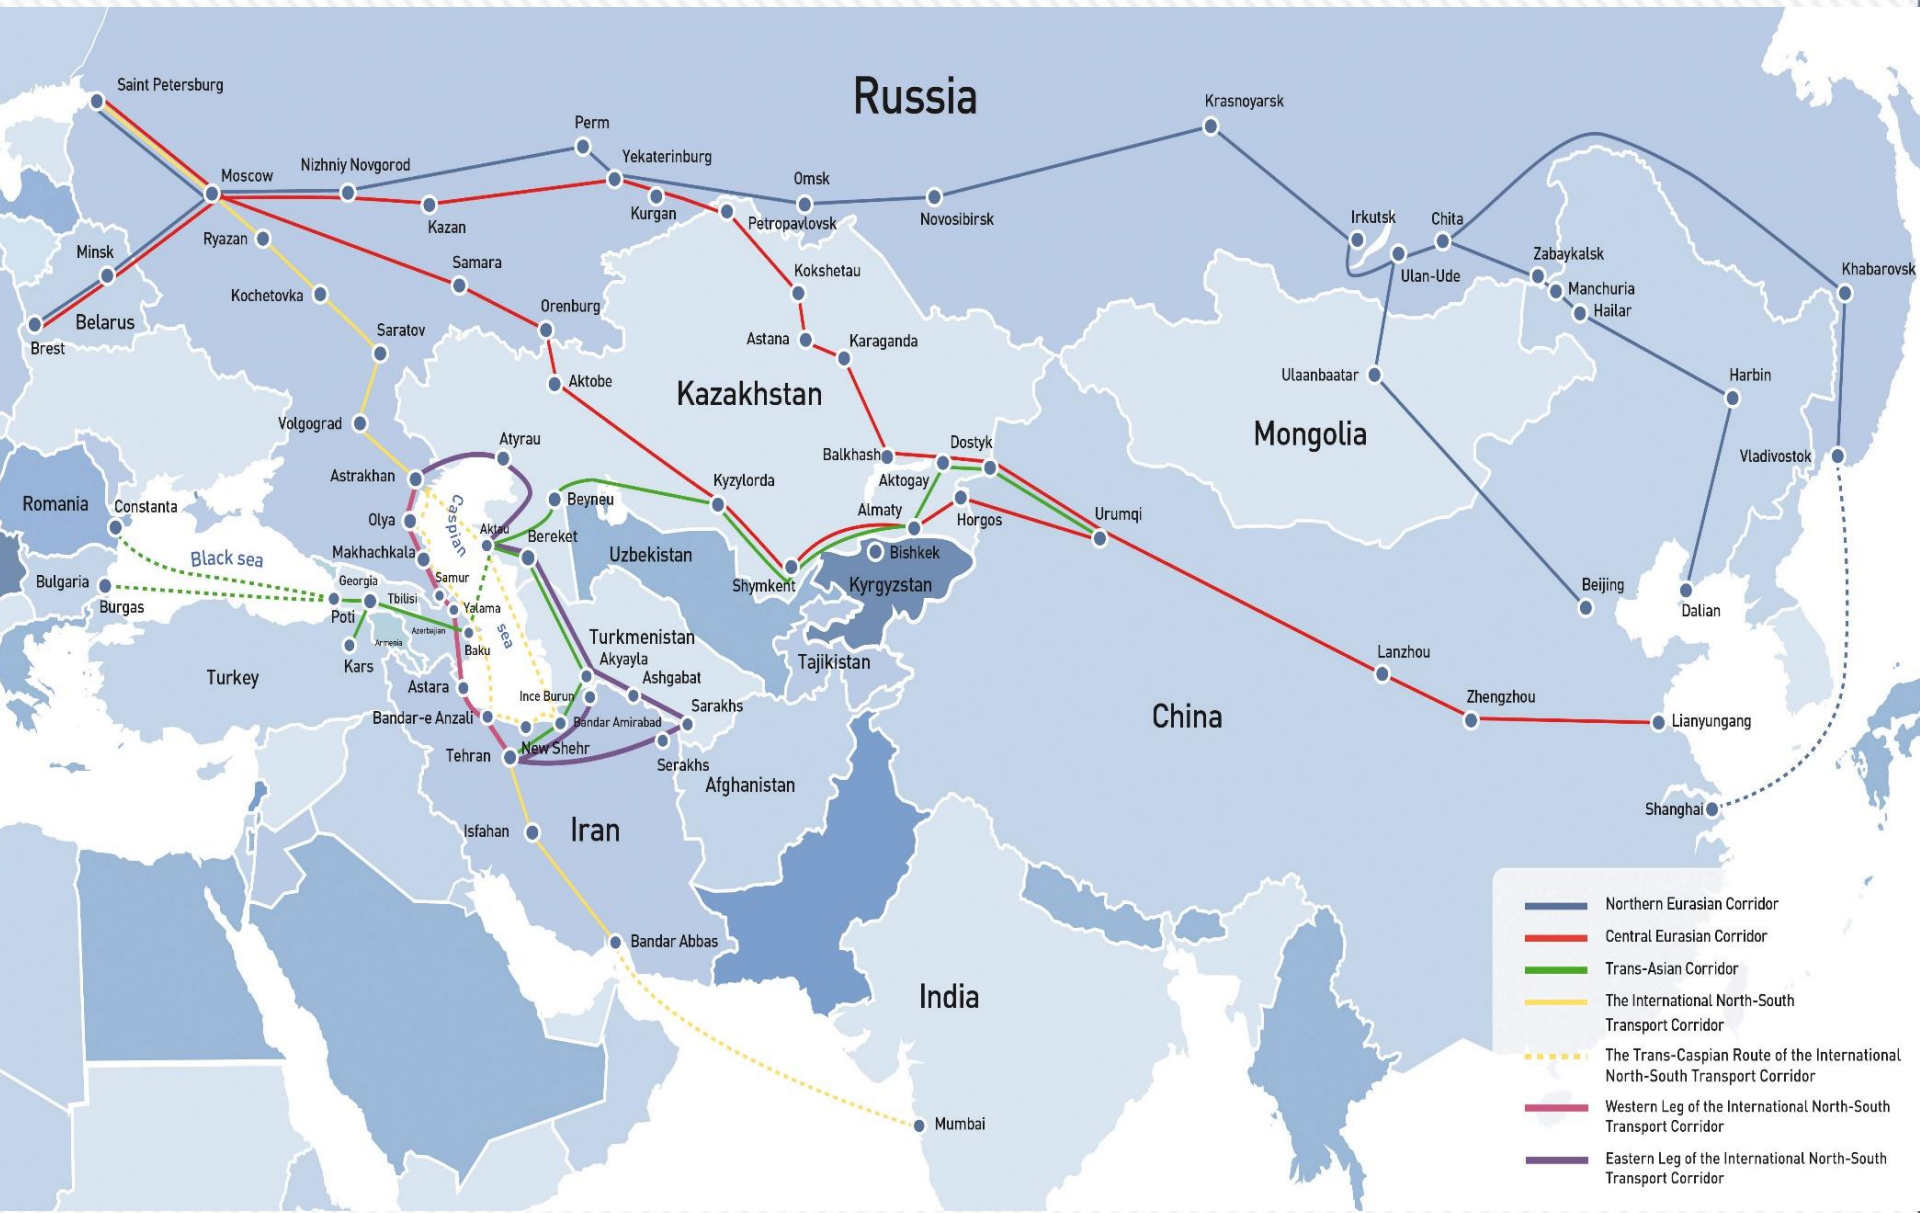 Saint Petersburg
Russia
Krasnoyarsk
Perm
Nizhniy Novgorod
Yekaterinburg
Moscow
Omsk
Kurgan
Kazan
Petropavlovsk
Novosibirsk
Irkutsk
Chita
Ryazan
Minsk
Samara
Kokshetau
Zabaykalsk
Ulan-Ude
Khabarovsk
Manchuria
Kochetovka
Hailar
Orenburg
Belarus
Saratov
Astana
Karaganda
Brest
Aktobe
Ulaanbaatar
Harbin
Kazakhstan
Volgograd
Mongolia
Atyrau
Dostyk
Balkhash
Vladivostok
Astrakhan
Aktogay
Kyzylorda
Beyneu
Romania
Constanta
Caspian
Almaty
Horgos
Urumqi
Olya
Aktau
Bereket
Makhachkala
Uzbekistan
Bishkek
Black sea
Samur
Georgia
Bulgaria
Shymkent
Kyrgyzstan
Beijing
Tbilisi
Burgas
Yalama
Dalian
Poti
Azerbaijan
sea
Turkmenistan
Armenia
Baku
Kars
Akyayla
Tajikistan
Lanzhou
Turkey
Ashgabat
Astara
Ince Burun
Zhengzhou
Sarakhs
Bandar-e Anzali
Bandar Amirabad
China
Lianyungang
New Shehr
Tehran
Serakhs
Afghanistan
Shanghai
Isfahan
Iran
Bandar Abbas
India
Mumbai
Northern Eurasian Corridor
Central Eurasian Corridor
Trans-Asian Corridor
The International North-South
Transport Corridor
The Trans-Caspian Route of the International
North-South Transport Corridor
Western Leg of the International North-South
Transport Corridor
Eastern Leg of the International North-South
Transport Corridor